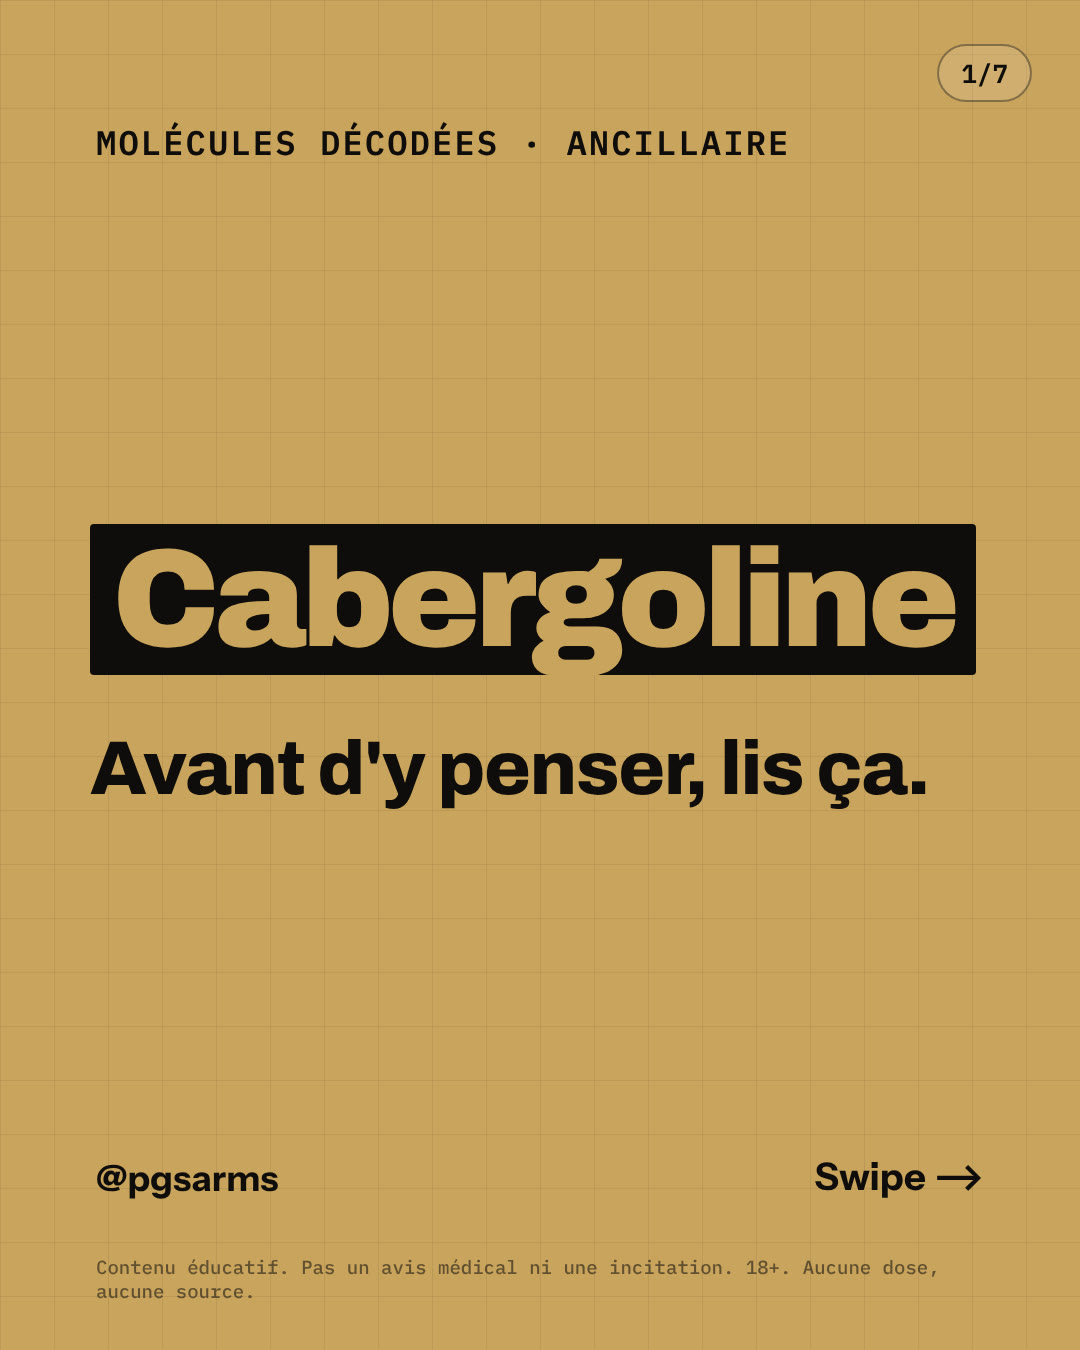 1/7
MOLÉCULES DÉCODÉES · ANCILLAIRE
Cabergoline
Avant d'y penser, lis ça.
@pgsarms
Swipe →
Contenu éducatif. Pas un avis médical ni une incitation. 18+. Aucune dose,
aucune source.